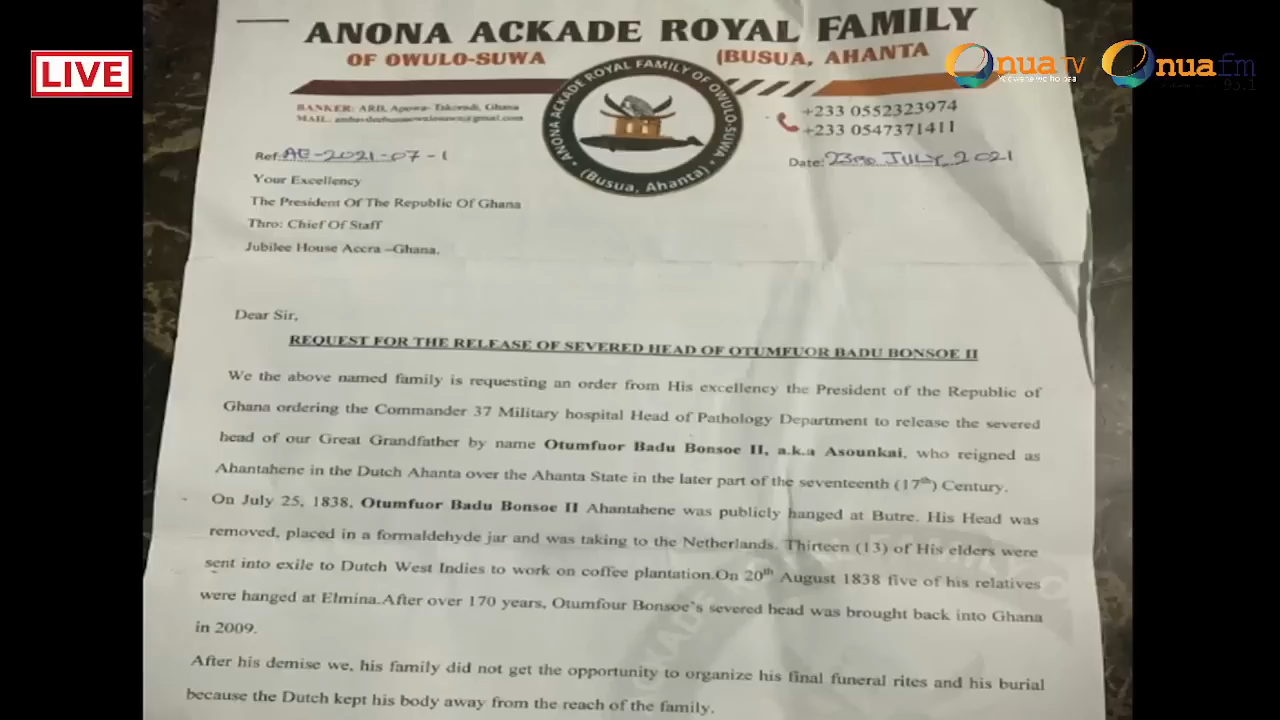 LIVE
ANONA ACKADE ROYAL FAMILY
OF OWULO-SUWA (BUSUA, AHANTA
Onua TV
Onua fm
93.1
BANKER: ARB, Apowa- Takoradi, Ghana
MAIL.
ANONA ACKADE ROYAL FAMILY OF OWULO-SUWA
(Busua, Ahanta)
+233 0552323974
+233 0547371411
Ref: AE-2021-07-1
Date: 23RD JULY 2021
Your Excellency
The President Of The Republic Of Ghana
Thro: Chief Of Staff
Jubilee House Accra –Ghana.
Dear Sir,
REQUEST FOR THE RELEASE OF SEVERED HEAD OF OTUMFUOR BADU BONSOE II
We the above named family is requesting an order from His excellency the President of the Republic of
Ghana ordering the Commander 37 Military hospital Head of Pathology Department to release the severed
head of our Great Grandfather by name Otumfuor Badu Bonsoe II, a.k.a Asounkai, who reigned as
Ahantahene in the Dutch Ahanta over the Ahanta State in the later part of the seventeenth (17th) Century.
On July 25, 1838, Otumfuor Badu Bonsoe II Ahantahene was publicly hanged at Butre. His Head was
removed, placed in a formaldehyde jar and was taking to the Netherlands. Thirteen (13) of His elders were
sent into exile to Dutch West Indies to work on coffee plantation.On 20th August 1838 five of his relatives
were hanged at Elmina.After over 170 years, Otumfour Bonsoe's severed head was brought back into Ghana
in 2009.
After his demise we, his family did not get the opportunity to organize his final funeral rites and his burial
because the Dutch kept his body away from the reach of the family.